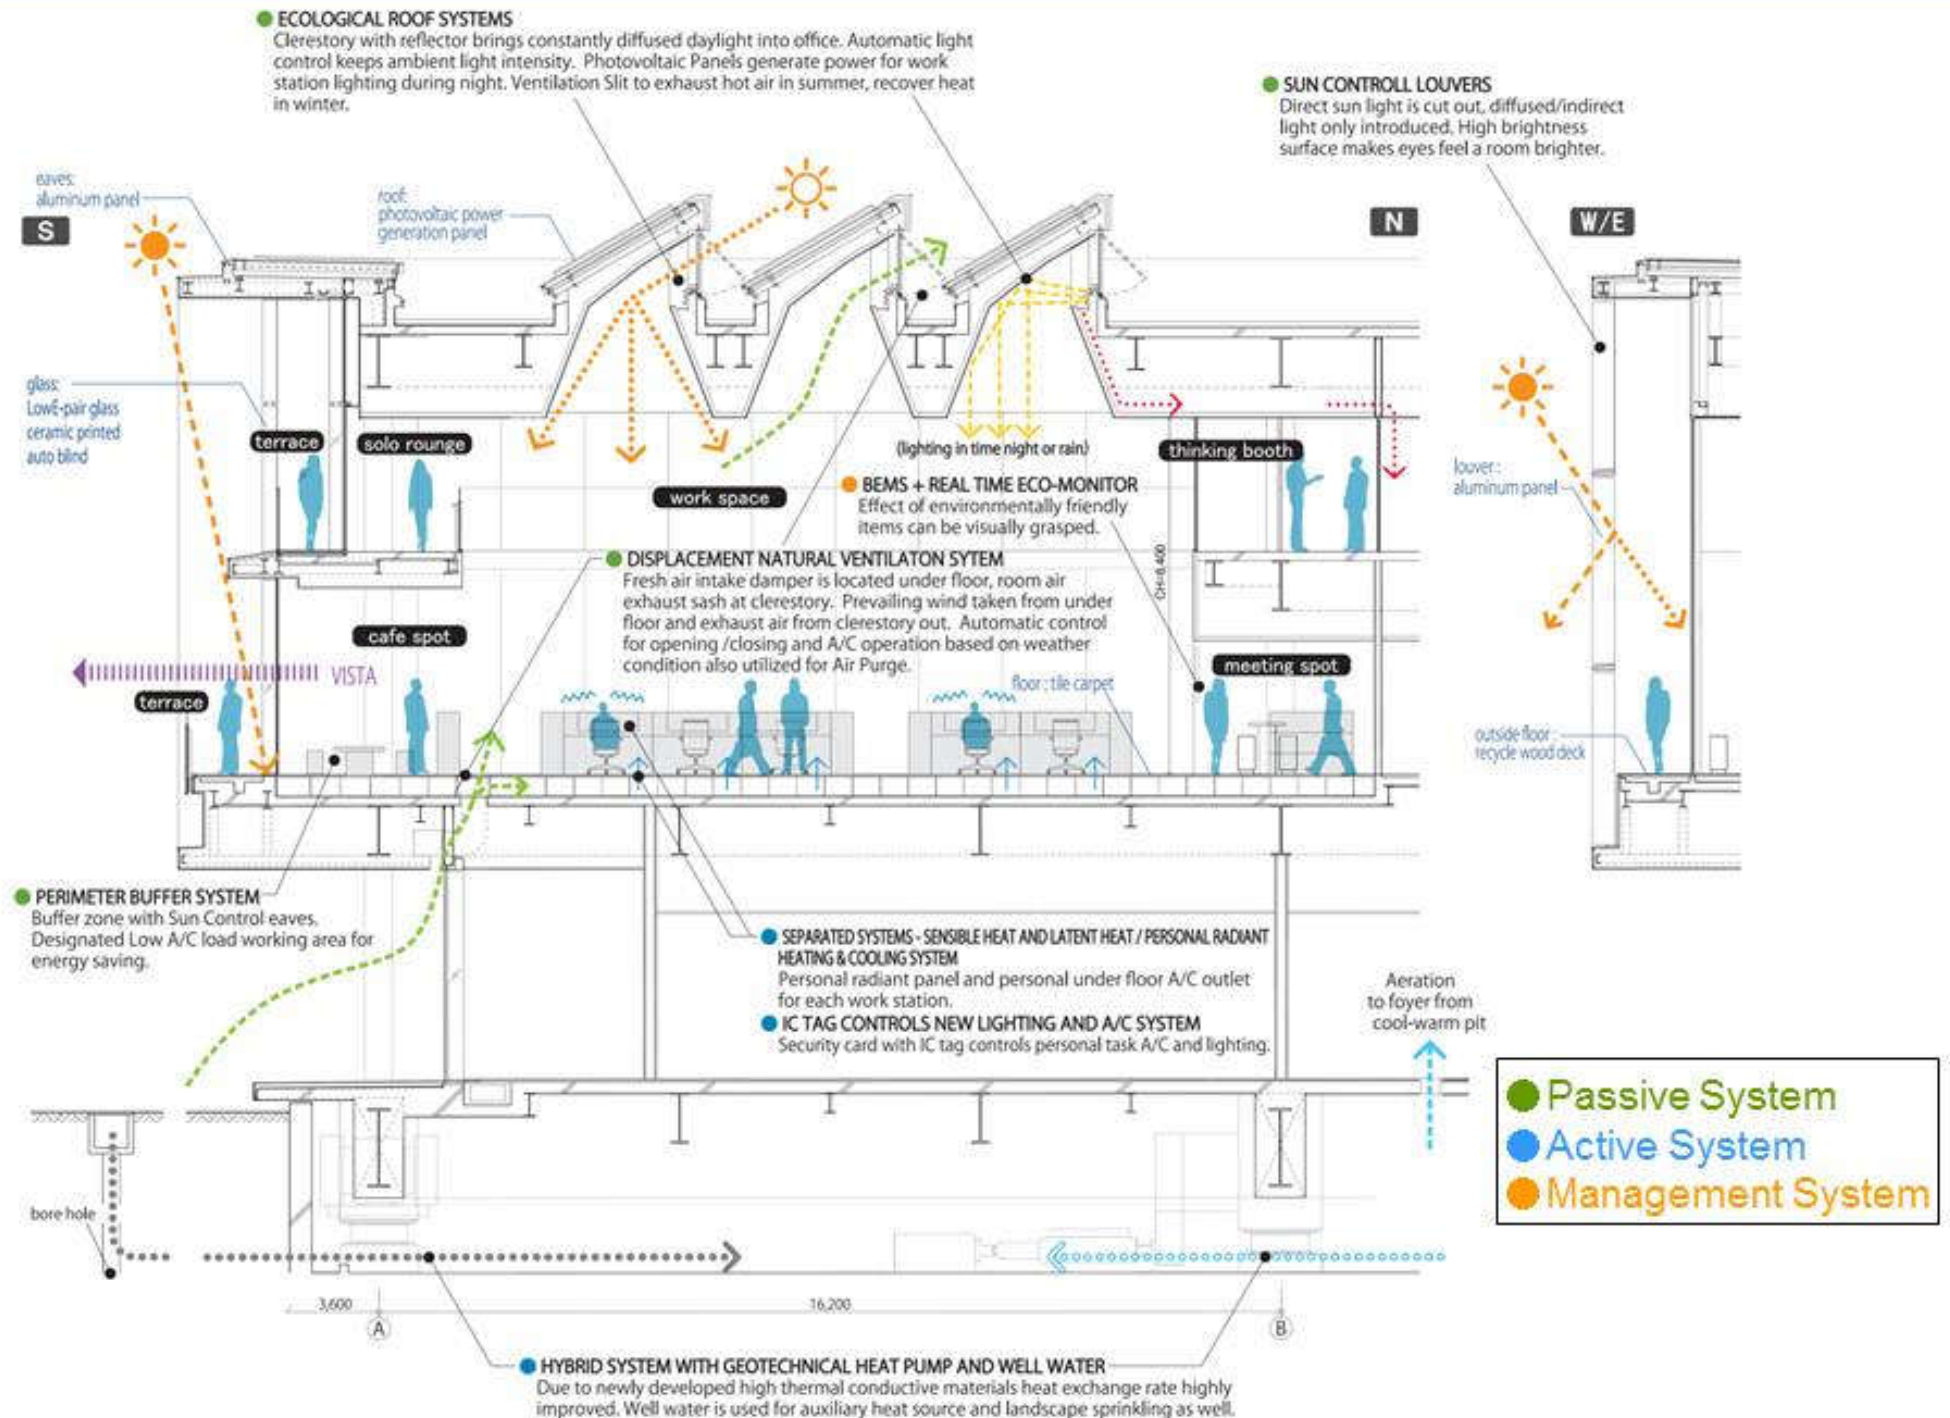 ECOLOGICAL ROOF SYSTEMS
Clerestory with reflector brings constantly diffused daylight into office. Automatic light
control keeps ambient light intensity. Photovoltaic Panels generate power for work
station lighting during night. Ventilation Slit to exhaust hot air in summer, recover heat
in winter.
SUN CONTROLL LOUVERS
Direct sun light is cut out, diffused/indirect
light only introduced. High brightness
surface makes eyes feel a room brighter.
eaves:
aluminum panel
roof:
photovoltaic power
generation panel
S
N
W/E
glass:
LowE-pair glass
ceramic printed
auto blind
terrace
solo rounge
(lighting in time night or rain)
thinking booth
work space
BEMS + REAL TIME ECO-MONITOR
Effect of environmentally friendly
items can be visually grasped.
louver :
aluminum panel
DISPLACEMENT NATURAL VENTILATON SYTEM
Fresh air intake damper is located under floor, room air
exhaust sash at clerestory. Prevailing wind taken from under
floor and exhaust air from clerestory out. Automatic control
for opening /closing and A/C operation based on weather
condition also utilized for Air Purge.
CH=6,400
cafe spot
VISTA
terrace
meeting spot
floor : tile carpet
outside floor :
recycle wood deck
PERIMETER BUFFER SYSTEM
Buffer zone with Sun Control eaves.
Designated Low A/C load working area for
energy saving.
SEPARATED SYSTEMS - SENSIBLE HEAT AND LATENT HEAT / PERSONAL RADIANT
HEATING & COOLING SYSTEM
Personal radiant panel and personal under floor A/C outlet
for each work station.
IC TAG CONTROLS NEW LIGHTING AND A/C SYSTEM
Security card with IC tag controls personal task A/C and lighting.
Aeration
to foyer from
cool-warm pit
Passive System
Active System
Management System
bore hole
3,600
16,200
A
B
HYBRID SYSTEM WITH GEOTECHNICAL HEAT PUMP AND WELL WATER
Due to newly developed high thermal conductive materials heat exchange rate highly
improved. Well water is used for auxiliary heat source and landscape sprinkling as well.